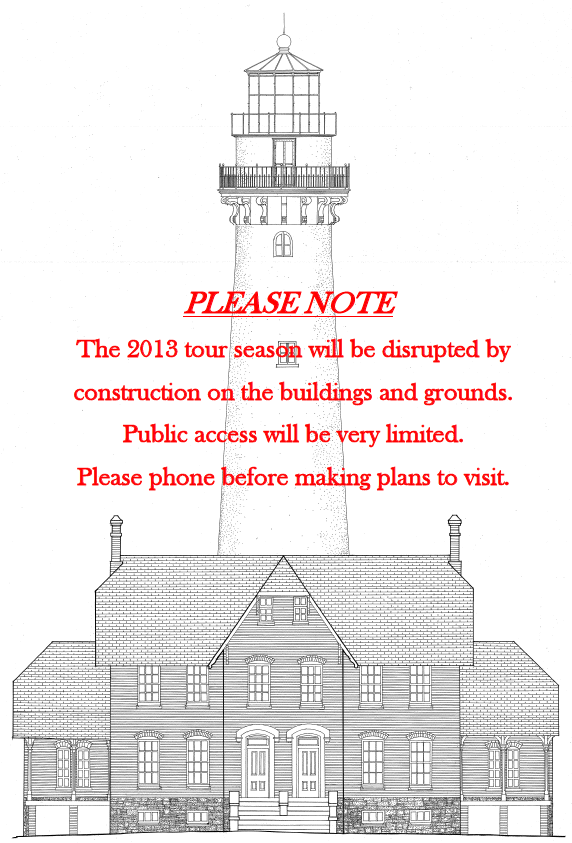 PLEASE NOTE
The 2013 tour season will be disrupted by
construction on the buildings and grounds.
Public access will be very limited.
Please phone before making plans to visit.